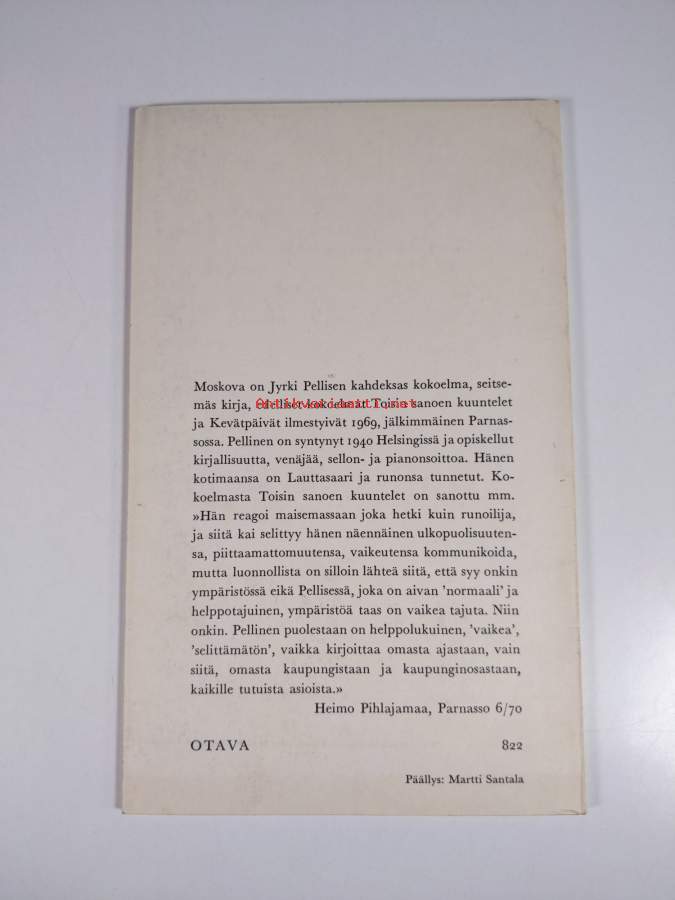 Moskova on Jyrki Pellisen kahdeksas kokoelma, seitse-
mäs kirja, edelliset kokoelmat Toisin sanoen kuuntelet
ja Kevätpäivät ilmestyivät 1969, jälkimmäinen Parnas-
sossa. Pellinen on syntynyt 1940 Helsingissä ja opiskellut
kirjallisuutta, venäjää, sellon- ja pianonsoittoa. Hänen
kotimaansa on Lauttasaari ja runonsa tunnetut. Ko-
koelmasta Toisin sanoen kuuntelet on sanottu mm.
»Hän reagoi maisemassaan joka hetki kuin runoilija,
ja siitä kai selittyy hänen näennäinen ulkopuolisuuten-
sa, piittaamattomuutensa, vaikeutensa kommunikoida,
mutta luonnollista on silloin lähteä siitä, että syy onkin
ympäristössä eikä Pellisessä, joka on aivan 'normaali' ja
helppotajuinen, ympäristöä taas on vaikea tajuta. Niin
onkin. Pellinen puolestaan on helppolukuinen, 'vaikea',
'selittämätön', vaikka kirjoittaa omasta ajastaan, vain
siitä, omasta kaupungistaan ja kaupunginosastaan,
kaikille tutuista asioista.»
Heimo Pihlajamaa, Parnasso 6/70
OTAVA 822
Päällys: Martti Santala